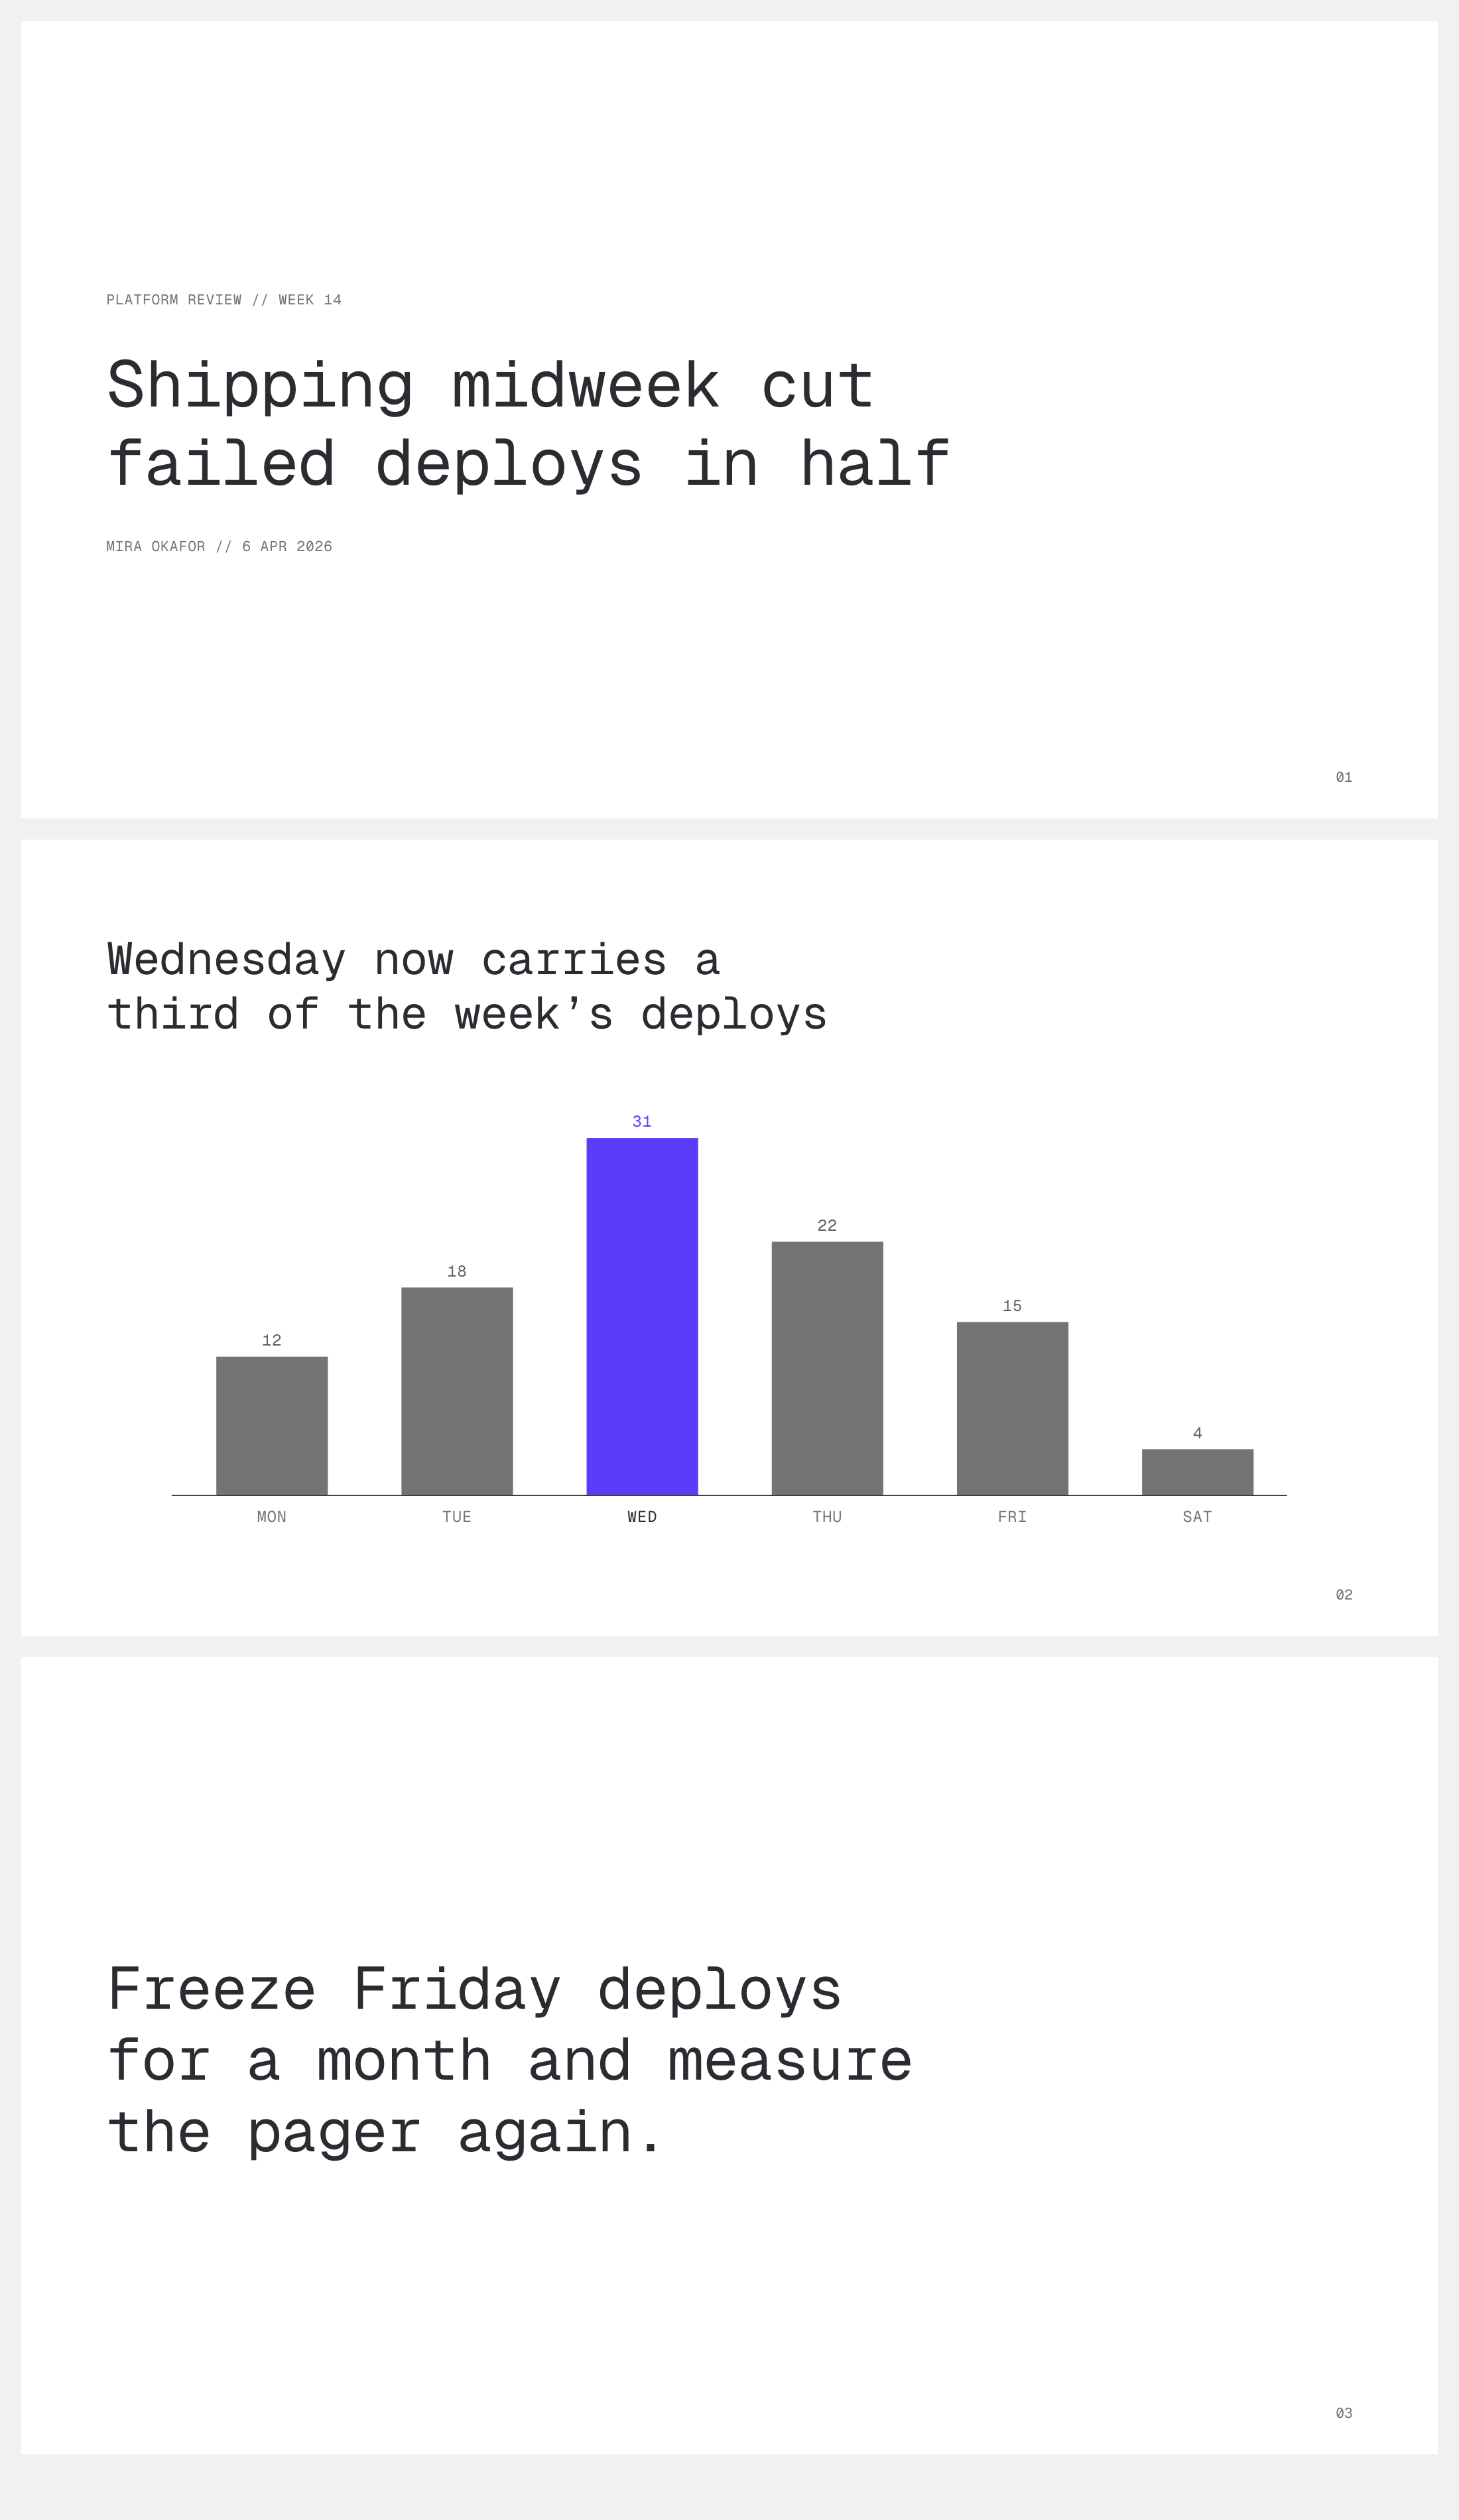 PLATFORM REVIEW // WEEK 14
Shipping midweek cut
failed deploys in half
MIRA OKAFOR // 6 APR 2026
01
Wednesday now carries a
third of the week’s deploys
31
22
18
15
12
4
MON TUE WED THU FRI SAT
02
Freeze Friday deploys
for a month and measure
the pager again.
03